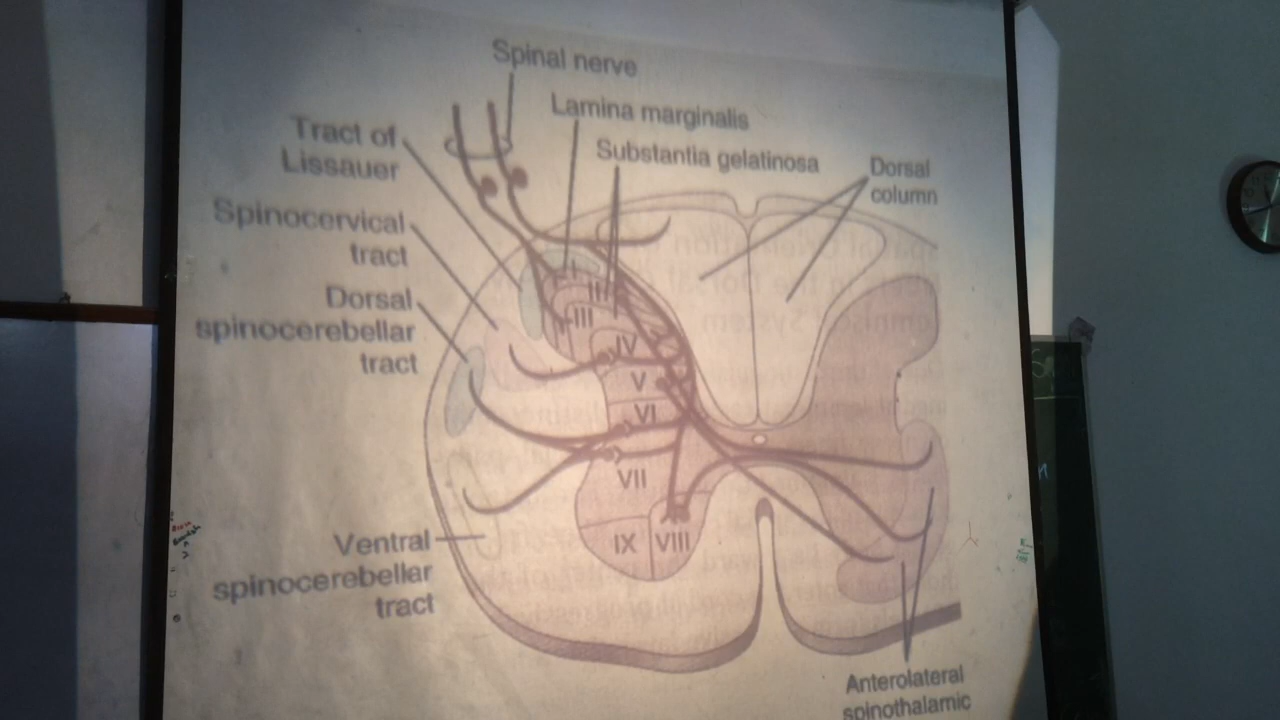 Spinal nerve
Lamina marginalis
Tract of
Lissauer
Substantia gelatinosa
Dorsal
column
Spinocervical
tract
Dorsal
spinocerebellar
tract
II
III
IV
V
VI
VII
IX
VIII
Ventral
spinocerebellar
tract
Anterolateral
spinothalamic